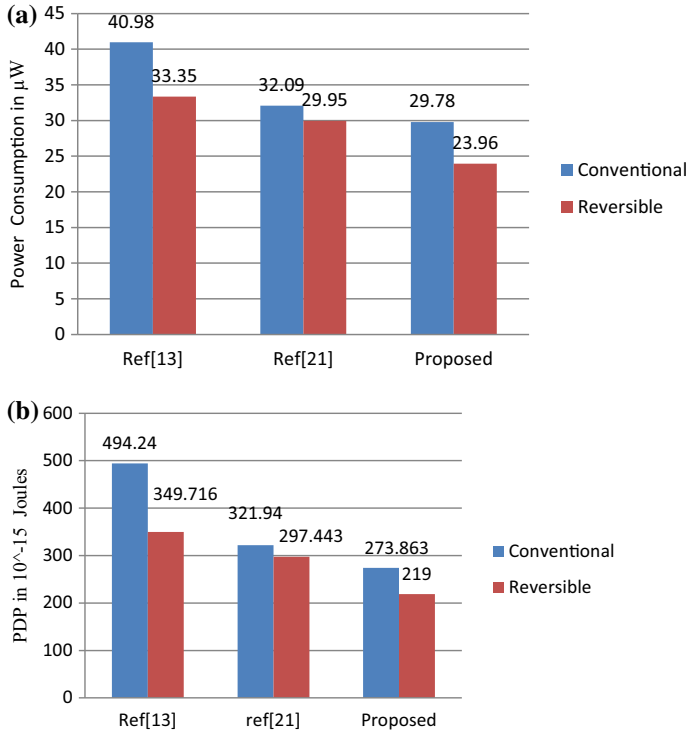 (a)
Power Consumption in µW
45
40
35
30
25
20
15
10
5
0
40.98
33.35
32.09
29.95
29.78
23.96
Ref[13] Ref[21] Proposed
Conventional
Reversible
(b)
PDP in 10^-15 Joules
600
500
400
300
200
100
0
494.24
349.716
321.94
297.443
273.863
219
Ref[13] ref[21] Proposed
Conventional
Reversible